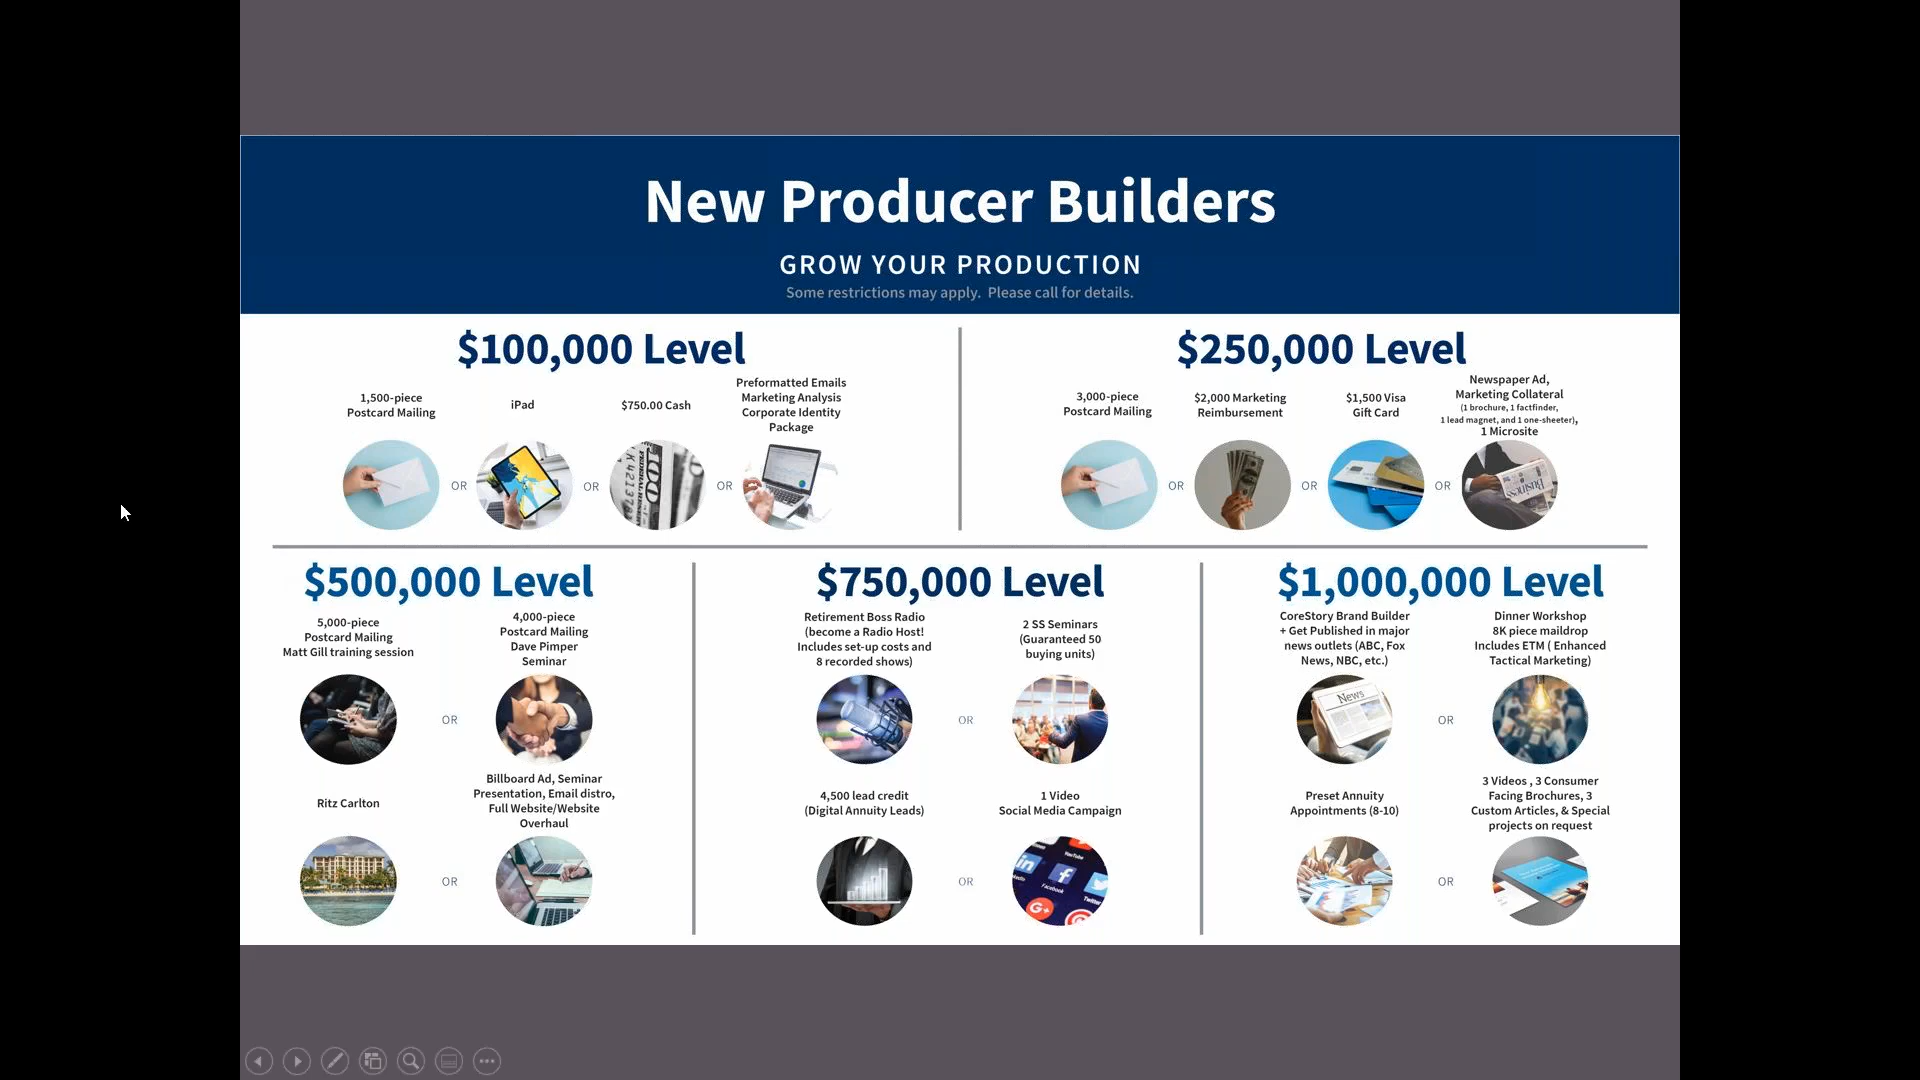 New Producer Builders
GROW YOUR PRODUCTION
Some restrictions may apply. Please call for details.
$100,000 Level
1,500-piece
Postcard Mailing
OR
iPad
OR
$750.00 Cash
OR
Preformatted Emails
Marketing Analysis
Corporate Identity
Package
$250,000 Level
3,000-piece
Postcard Mailing
OR
$2,000 Marketing
Reimbursement
OR
$1,500 Visa
Gift Card
OR
Newspaper Ad,
Marketing Collateral
(1 brochure, 1 factfinder,
1 lead magnet, and 1 one-sheeter),
1 Microsite
Business
$500,000 Level
5,000-piece
Postcard Mailing
Matt Gill training session
OR
4,000-piece
Postcard Mailing
Dave Pimper
Seminar
Ritz Carlton
OR
Billboard Ad, Seminar
Presentation, Email distro,
Full Website/Website
Overhaul
$750,000 Level
Retirement Boss Radio
(become a Radio Host!
Includes set-up costs and
8 recorded shows)
OR
2 SS Seminars
(Guaranteed 50
buying units)
4,500 lead credit
(Digital Annuity Leads)
OR
1 Video
Social Media Campaign
YouTube
in
Facebook
Twitter
G+
$1,000,000 Level
CoreStory Brand Builder
+ Get Published in major
news outlets (ABC, Fox
News, NBC, etc.)
News
OR
Dinner Workshop
8K piece maildrop
Includes ETM ( Enhanced
Tactical Marketing)
Preset Annuity
Appointments (8-10)
OR
3 Videos , 3 Consumer
Facing Brochures, 3
Custom Articles, & Special
projects on request